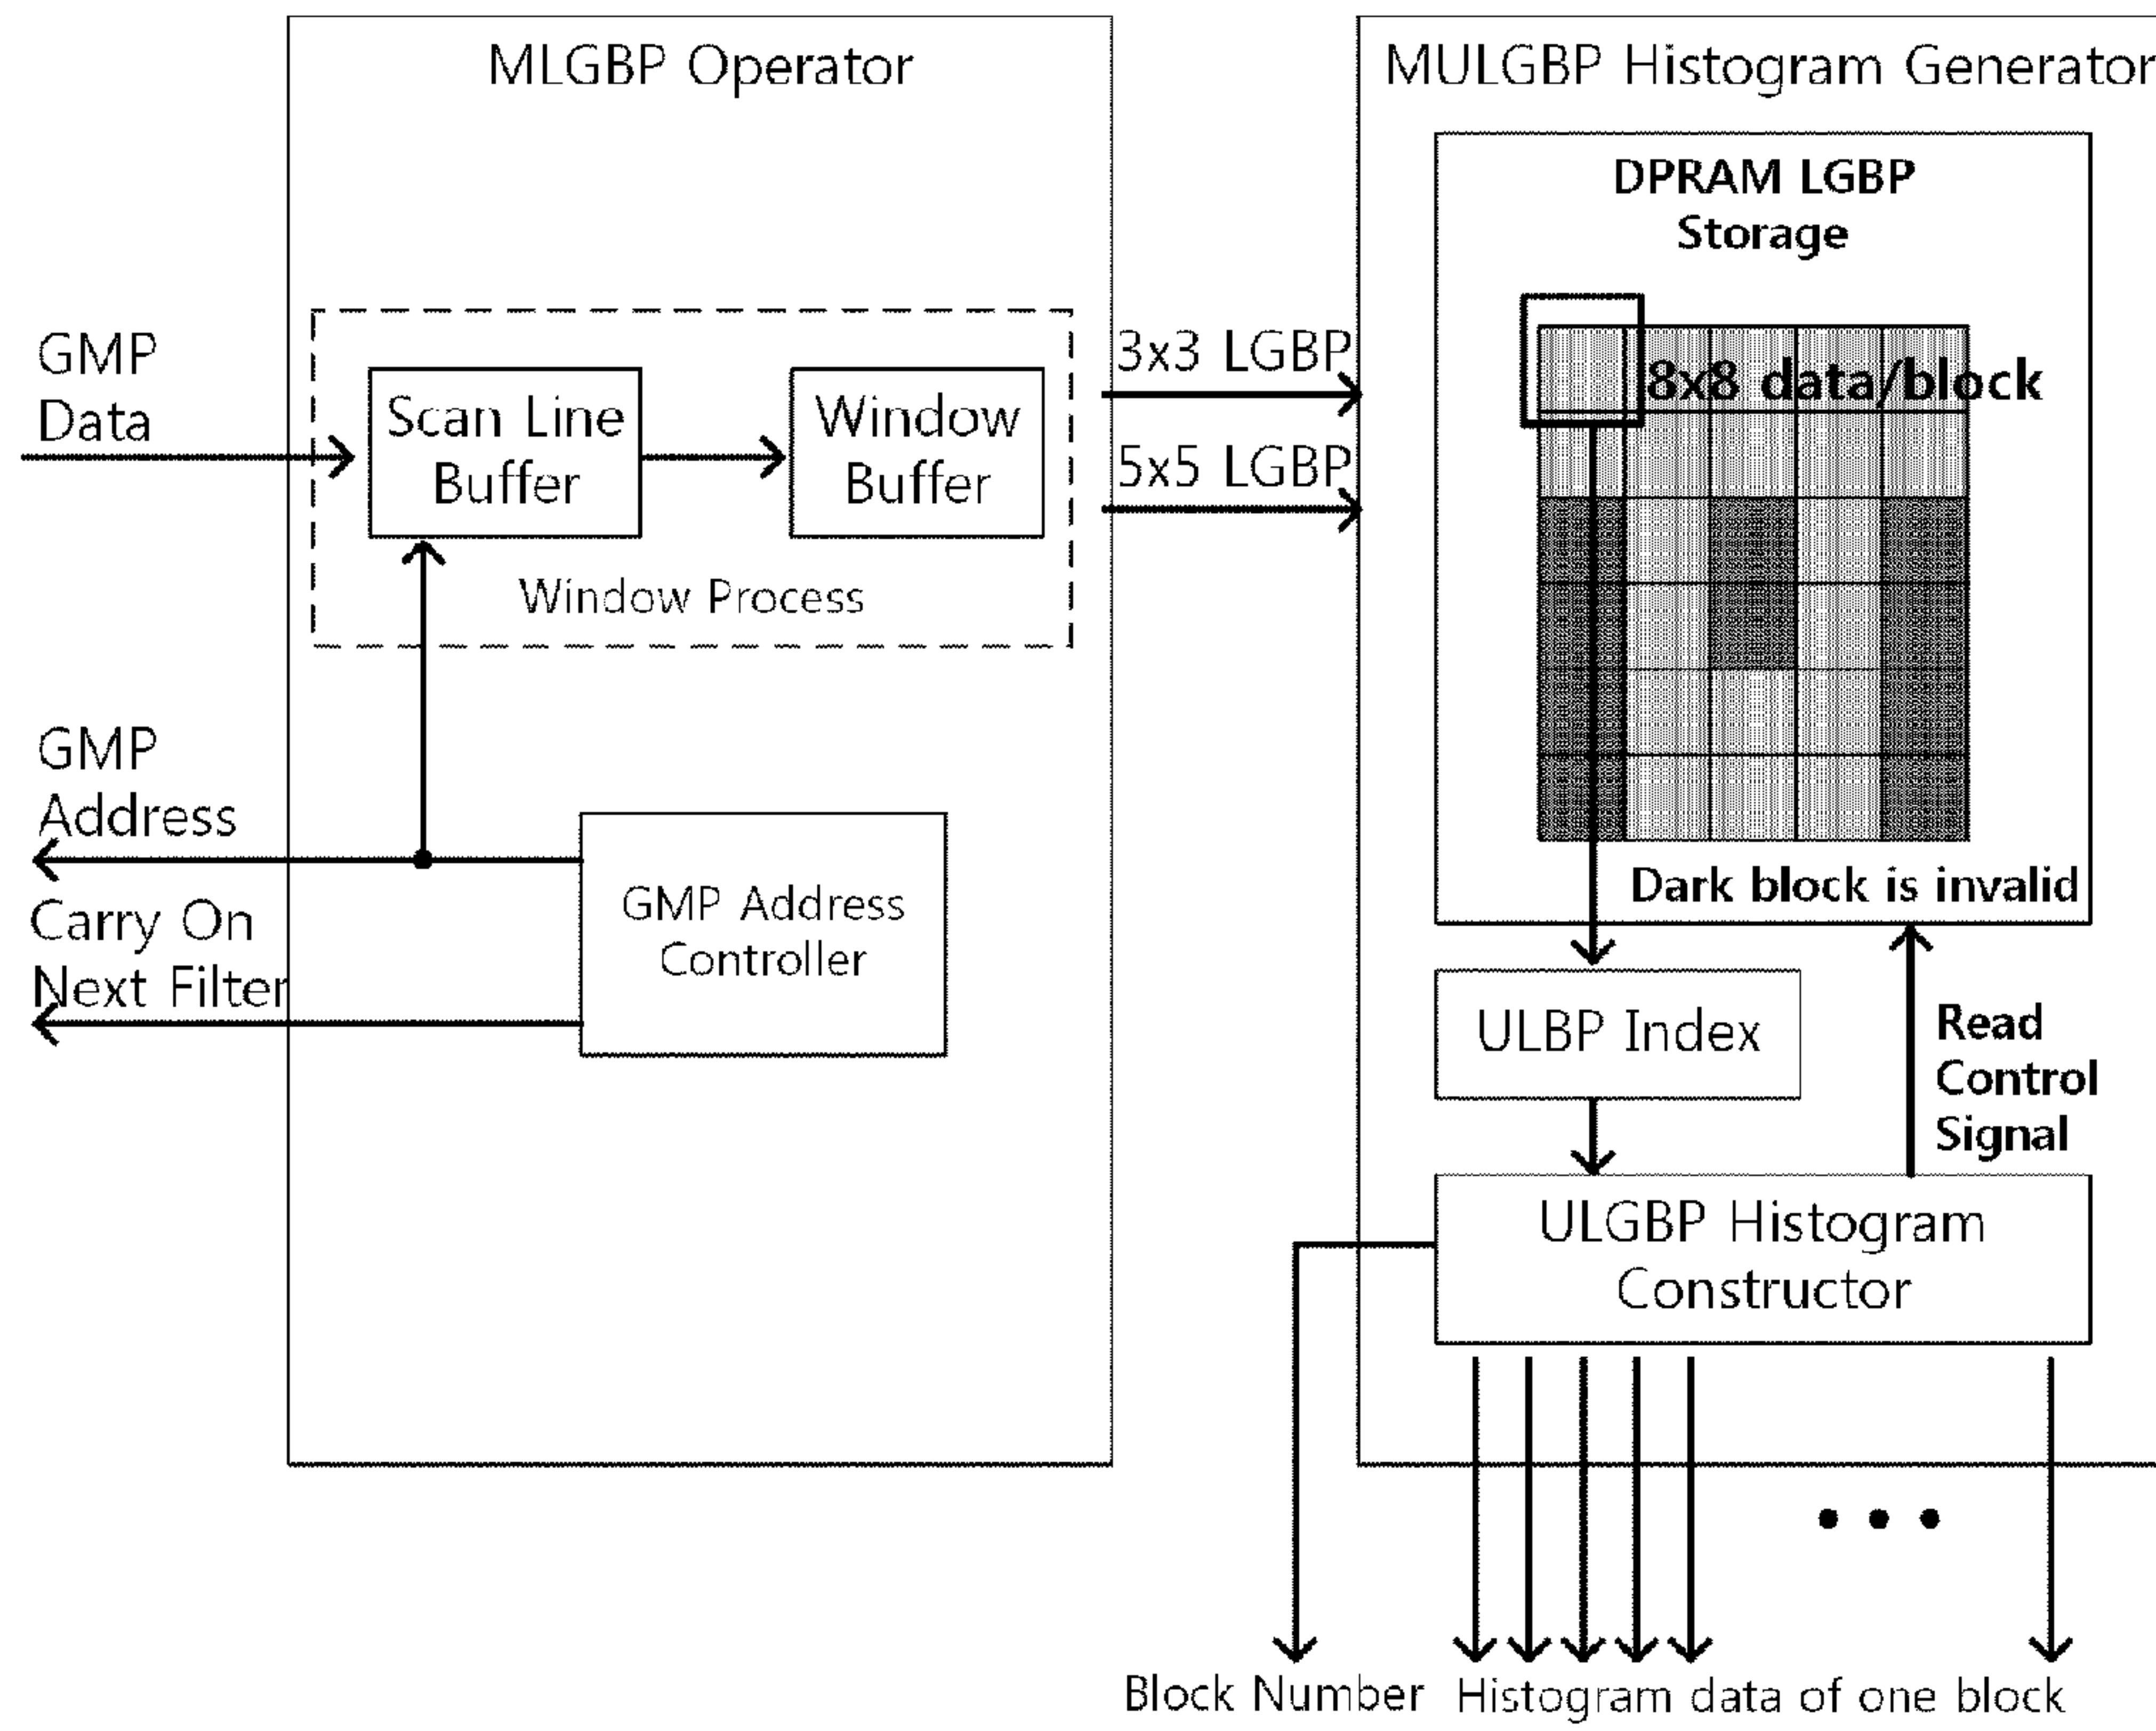 MLGBP Operator
GMP
Data
Scan Line
Buffer
Window
Buffer
Window Process
GMP
Address
Carry On
Next Filter
GMP Address
Controller
3x3 LGBP
5x5 LGBP
MULGBP Histogram Generator
DPRAM LGBP
Storage
8x8 data/block
Dark block is invalid
ULBP Index
Read
Control
Signal
ULGBP Histogram
Constructor
Block Number
Histogram data of one block